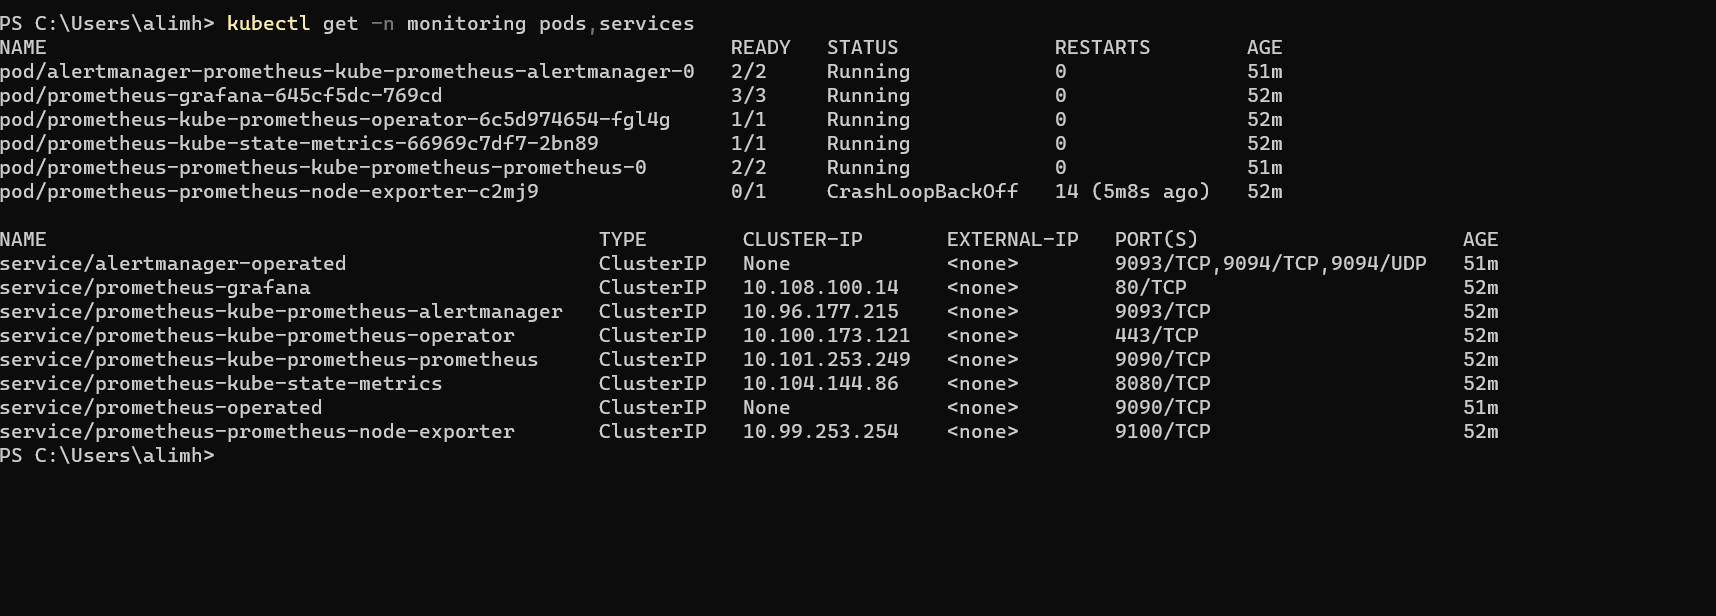 PS C:\Users\alimh> kubectl get -n monitoring pods,services
NAME READY STATUS RESTARTS AGE
pod/alertmanager-prometheus-kube-prometheus-alertmanager-0 2/2 Running 0 51m
pod/prometheus-grafana-645cf5dc-769cd 3/3 Running 0 52m
pod/prometheus-kube-prometheus-operator-6c5d974654-fgl4g 1/1 Running 0 52m
pod/prometheus-kube-state-metrics-66969c7df7-2bn89 1/1 Running 0 52m
pod/prometheus-prometheus-kube-prometheus-prometheus-0 2/2 Running 0 51m
pod/prometheus-prometheus-node-exporter-c2mj9 0/1 CrashLoopBackOff 14 (5m8s ago) 52m
NAME TYPE CLUSTER-IP EXTERNAL-IP PORT(S) AGE
service/alertmanager-operated ClusterIP None <none> 9093/TCP,9094/TCP,9094/UDP 51m
service/prometheus-grafana ClusterIP 10.108.100.14 <none> 80/TCP 52m
service/prometheus-kube-prometheus-alertmanager ClusterIP 10.96.177.215 <none> 9093/TCP 52m
service/prometheus-kube-prometheus-operator ClusterIP 10.100.173.121 <none> 443/TCP 52m
service/prometheus-kube-prometheus-prometheus ClusterIP 10.101.253.249 <none> 9090/TCP 52m
service/prometheus-kube-state-metrics ClusterIP 10.104.144.86 <none> 8080/TCP 52m
service/prometheus-operated ClusterIP None <none> 9090/TCP 51m
service/prometheus-prometheus-node-exporter ClusterIP 10.99.253.254 <none> 9100/TCP 52m
PS C:\Users\alimh>